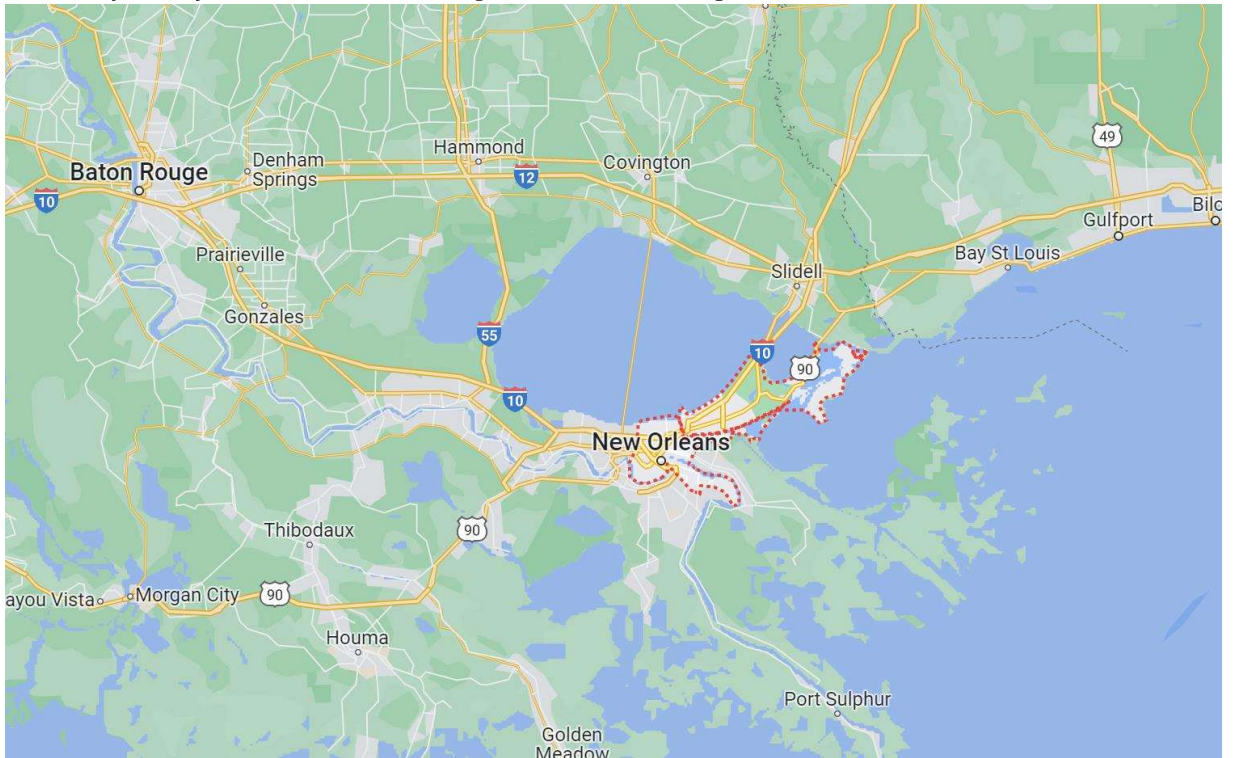 49
Hammond
Denham
Springs
Covington
Baton Rouge
12
10
Bilo
Gulfport
Prairieville
Bay St Louis
Slidell
Gonzales
55
10
90
10
New Orleans
90
Thibodaux
ayou Vista
Morgan City
90
Houma
Port Sulphur
Golden
Meadow